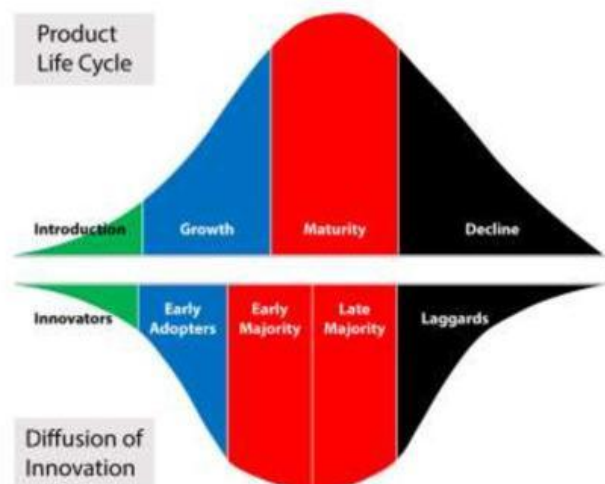 Product
Life Cycle
Introduction
Growth
Maturity
Decline
Innovators
Early
Adopters
Early
Majority
Late
Majority
Laggards
Diffusion of
Innovation